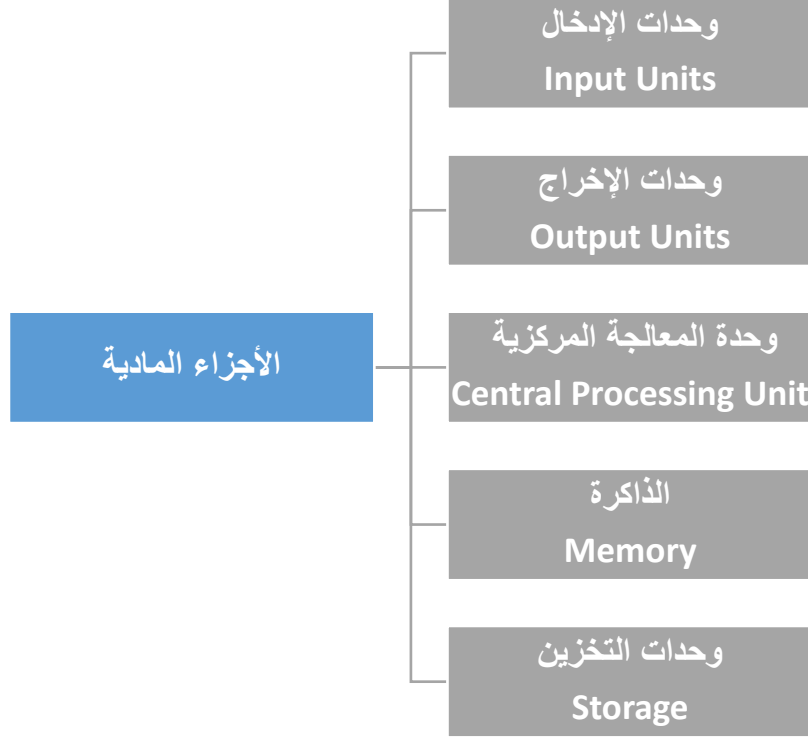 الأجزاء المادية
وحدات الإدخال
Input Units
وحدات الإخراج
Output Units
وحدة المعالجة المركزية
Central Processing Unit
الذاكرة
Memory
وحدات التخزين
Storage